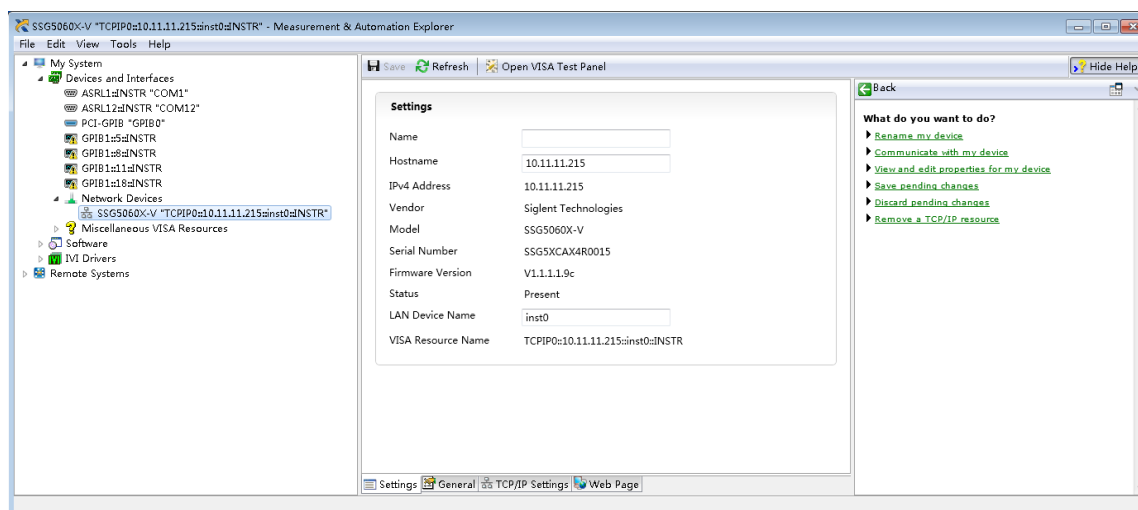 SSG5060X-V "TCPIP0::10.11.11.215::inst0::INSTR" - Measurement & Automation Explorer
File Edit View Tools Help
My System
Devices and Interfaces
ASRL1::INSTR "COM1"
ASRL12::INSTR "COM12"
PCI-GPIB "GPIB0"
GPIB1::5::INSTR
GPIB1::8::INSTR
GPIB1::11::INSTR
GPIB1::18::INSTR
Network Devices
SSG5060X-V "TCPIP0::10.11.11.215::inst0::INSTR"
Miscellaneous VISA Resources
Software
IVI Drivers
Remote Systems
Save Refresh Open VISA Test Panel
Settings
Name
Hostname 10.11.11.215
IPv4 Address 10.11.11.215
Vendor Siglent Technologies
Model SSG5060X-V
Serial Number SSG5XCAX4R0015
Firmware Version V1.1.1.1.9c
Status Present
LAN Device Name inst0
VISA Resource Name TCPIP0::10.11.11.215::inst0::INSTR
Settings General TCP/IP Settings Web Page
Hide Help
Back
What do you want to do?
Rename my device
Communicate with my device
View and edit properties for my device
Save pending changes
Discard pending changes
Remove a TCP/IP resource